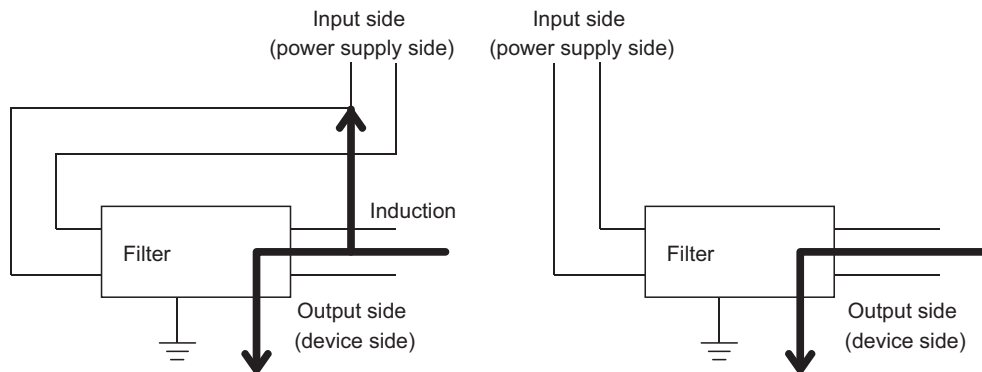 Input side
(power supply side)
Induction
Filter
Output side
(device side)
Input side
(power supply side)
Filter
Output side
(device side)